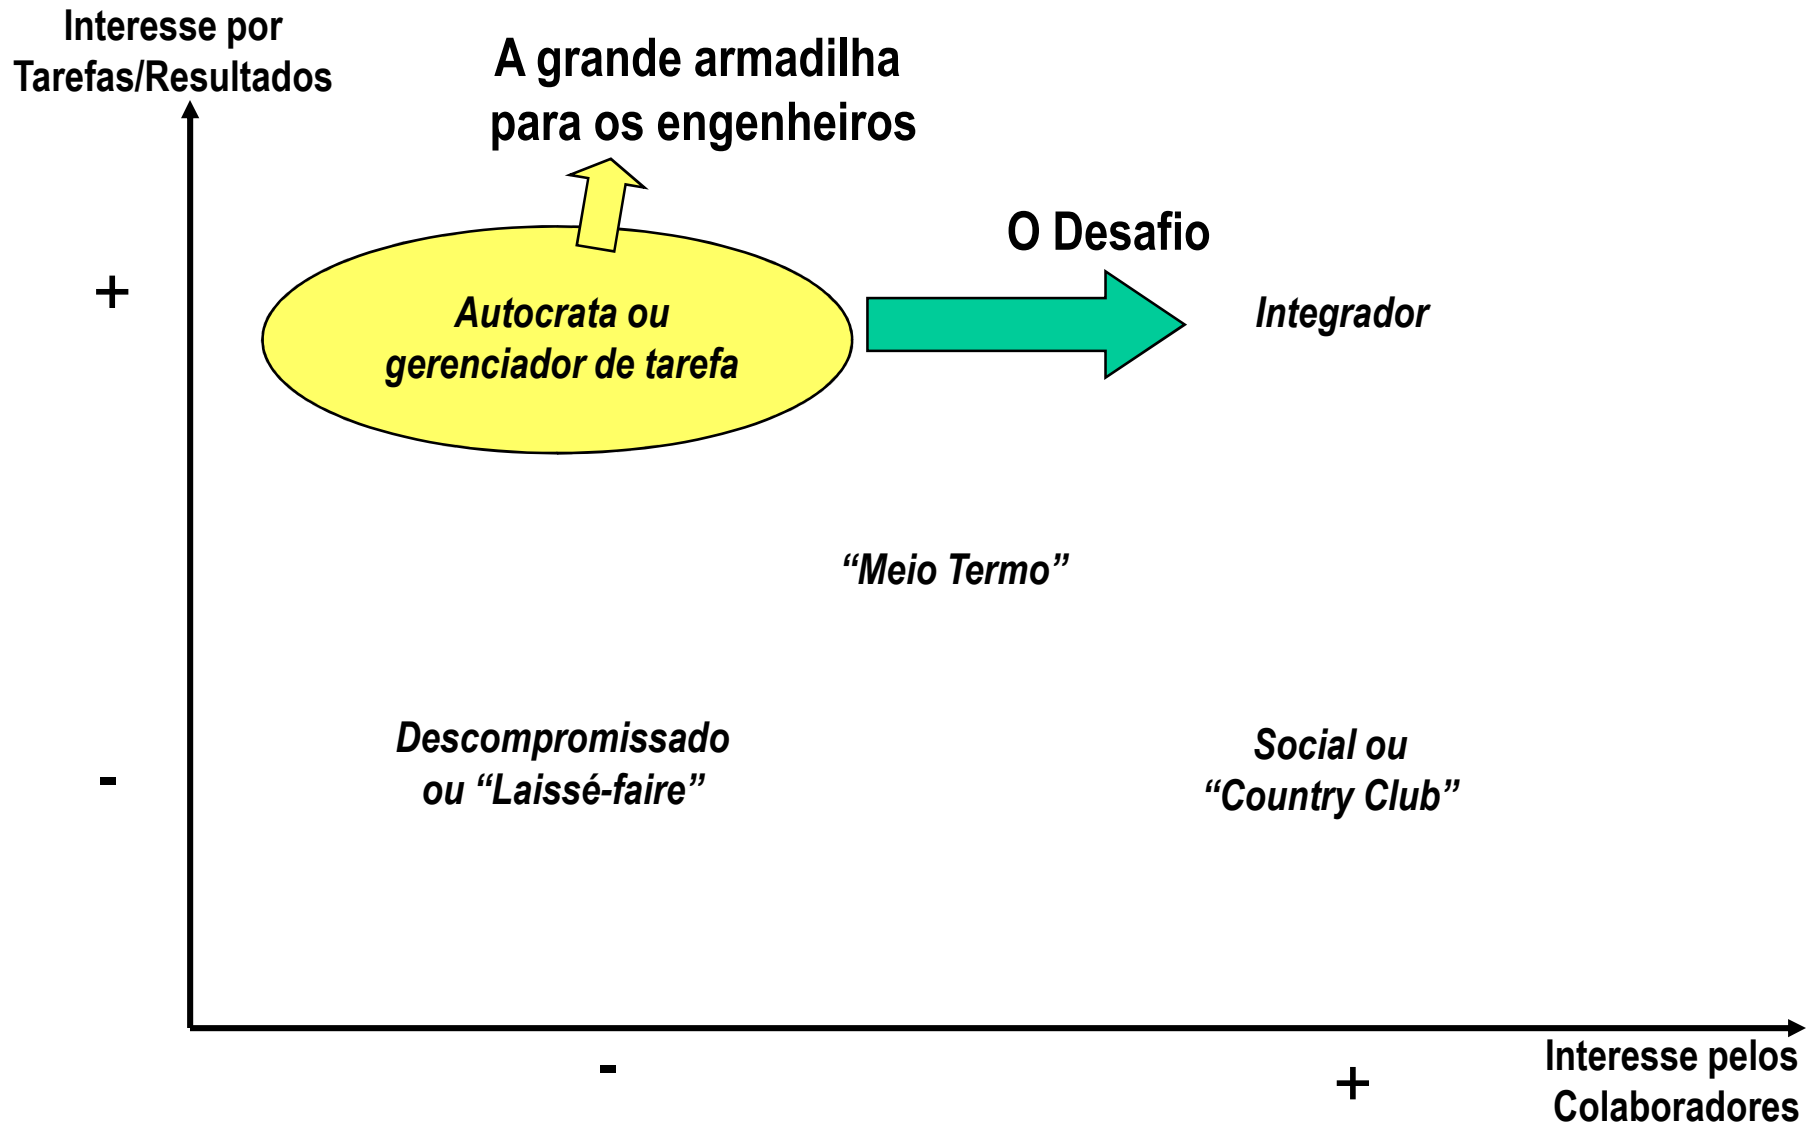 Interesse por
Tarefas/Resultados
A grande armadilha
para os engenheiros
O Desafio
+
Autocrata ou
gerenciador de tarefa
Integrador
“Meio Termo”
Descompromissado
ou “Laissé-faire”
Social ou
“Country Club”
-
-
+
Interesse pelos
Colaboradores